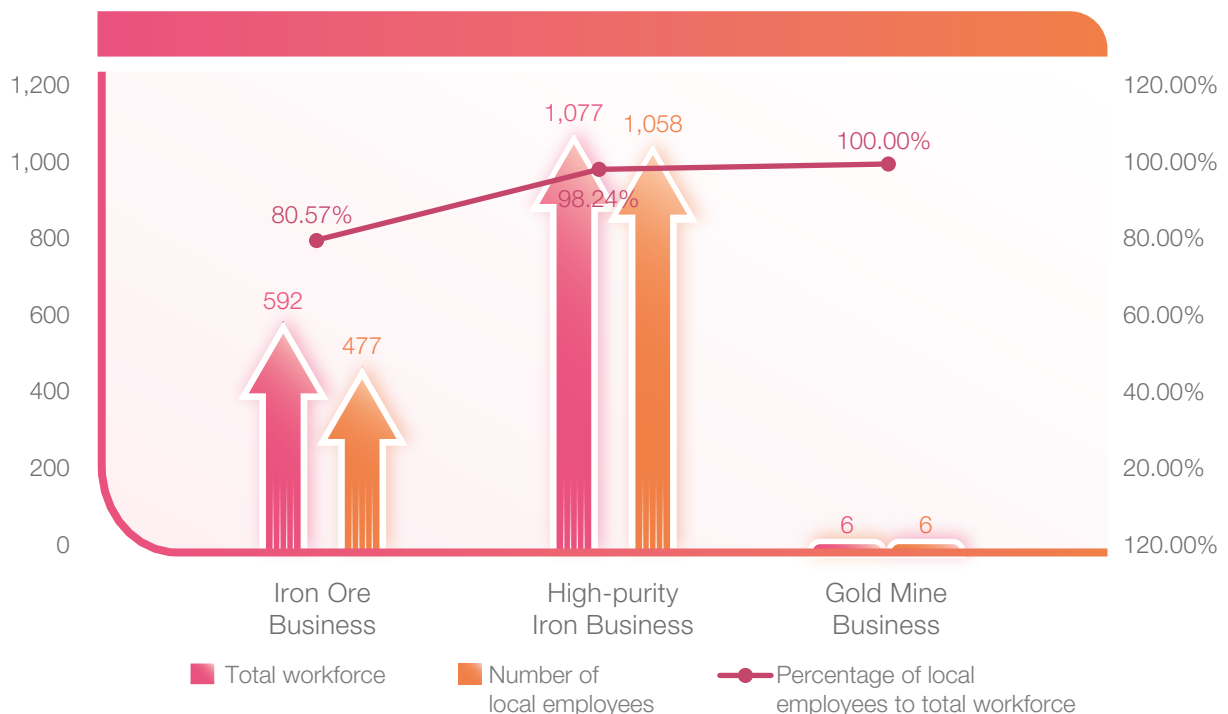 1,200
1,000
800
600
400
200
0
120.00%
100.00%
80.00%
60.00%
40.00%
20.00%
120.00%
592
477
80.57%
1,077
1,058
98.24%
100.00%
6
6
Iron Ore
Business
High-purity
Iron Business
Gold Mine
Business
Total workforce
Number of
local employees
Percentage of local
employees to total workforce